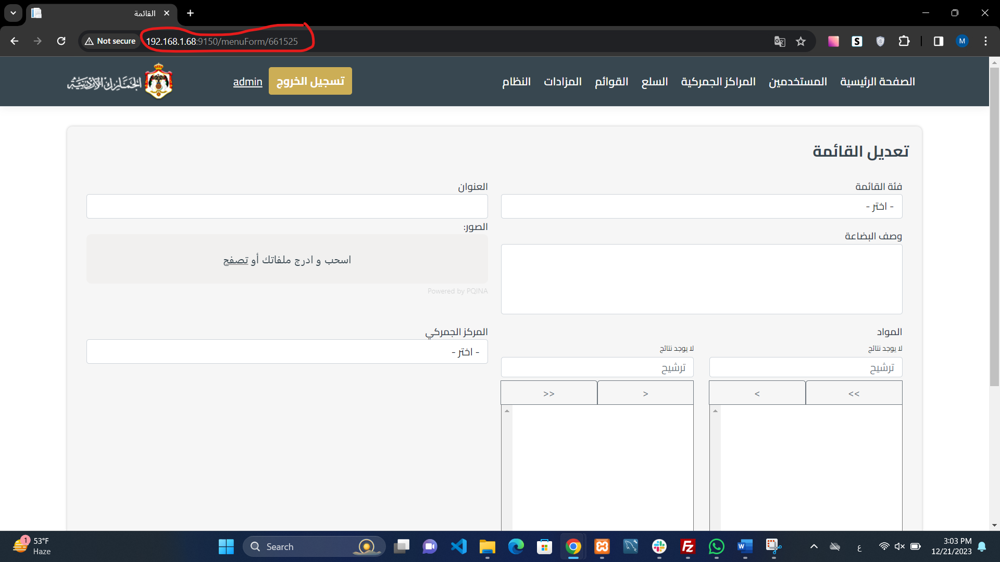 القائمة
Not secure
192.168.1.68:9150/menuForm/661525
M
الصفحة الرئيسية
المستخدمين
المراكز الجمركية
السلع
القوائم
المزادات
النظام
تسجيل الخروج
admin
الجمارك الأردنية
تعديل القائمة
فئة القائمة
- اختر -
العنوان
وصف البضاعة
الصور:
اسحب و ادرج ملفاتك أو تصفح
Powered by PQINA
المواد
لا يوجد نتائج
ترشيح
>>
>
لا يوجد نتائج
ترشيح
<
<<
المركز الجمركي
- اختر -
1
53°F
Haze
Search
ع
3:03 PM
12/21/2023